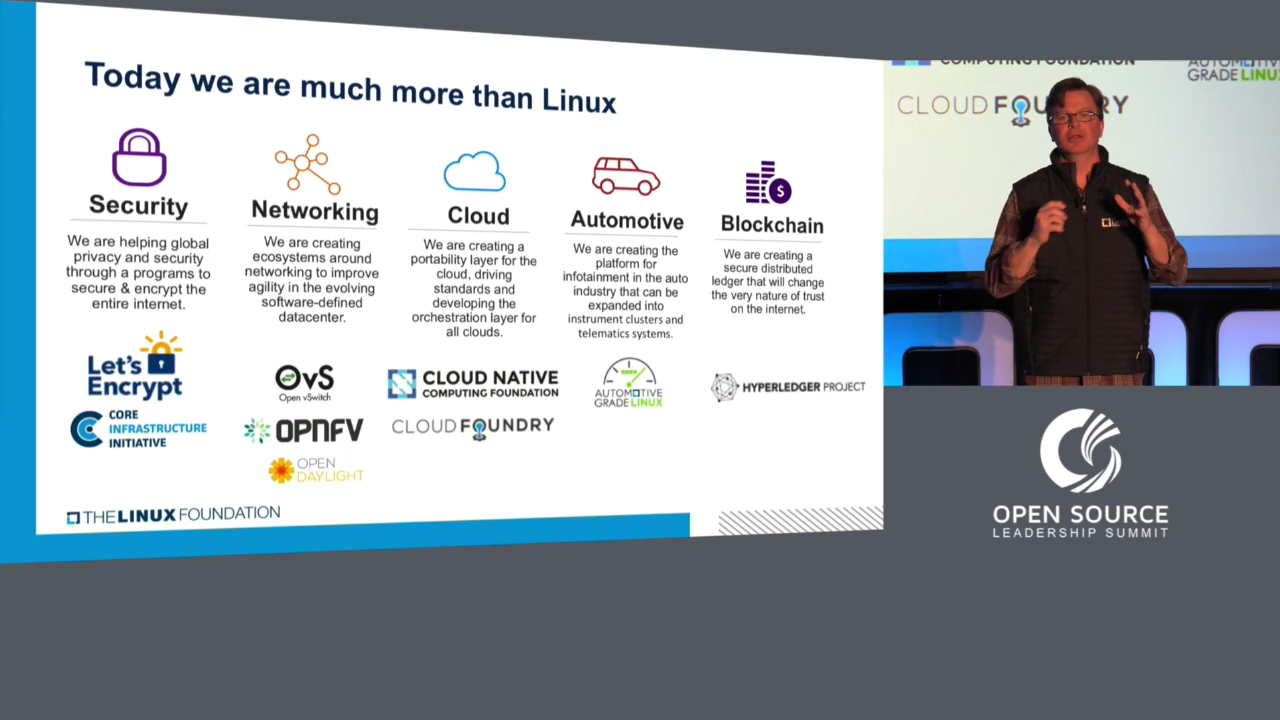 Today we are much more than Linux
Security
We are helping global
privacy and security
through a programs to
secure & encrypt the
entire internet.
Let's
Encrypt
CORE
INFRASTRUCTURE
INITIATIVE
Networking
We are creating
ecosystems around
networking to improve
agility in the evolving
software-defined
datacenter.
OvS
Open vSwitch
OPNFV
OPEN
DAYLIGHT
Cloud
We are creating a
portability layer for the
cloud, driving
standards and
developing the
orchestration layer for
all clouds.
CLOUD NATIVE
COMPUTING FOUNDATION
CLOUD FOUNDRY
Automotive
We are creating the
platform for
infotainment in the auto
industry that can be
expanded into
instrument clusters and
telematics systems.
AUTOMOTIVE
GRADE LINUX
$
Blockchain
We are creating a
secure distributed
ledger that will change
the very nature of trust
on the internet.
HYPERLEDGER PROJECT
THE LINUX FOUNDATION
COMPUTING FOUNDATION
AUTOMOTIVE
GRADE LINUX
CLOUD FOUNDRY
OPEN SOURCE
LEADERSHIP SUMMIT